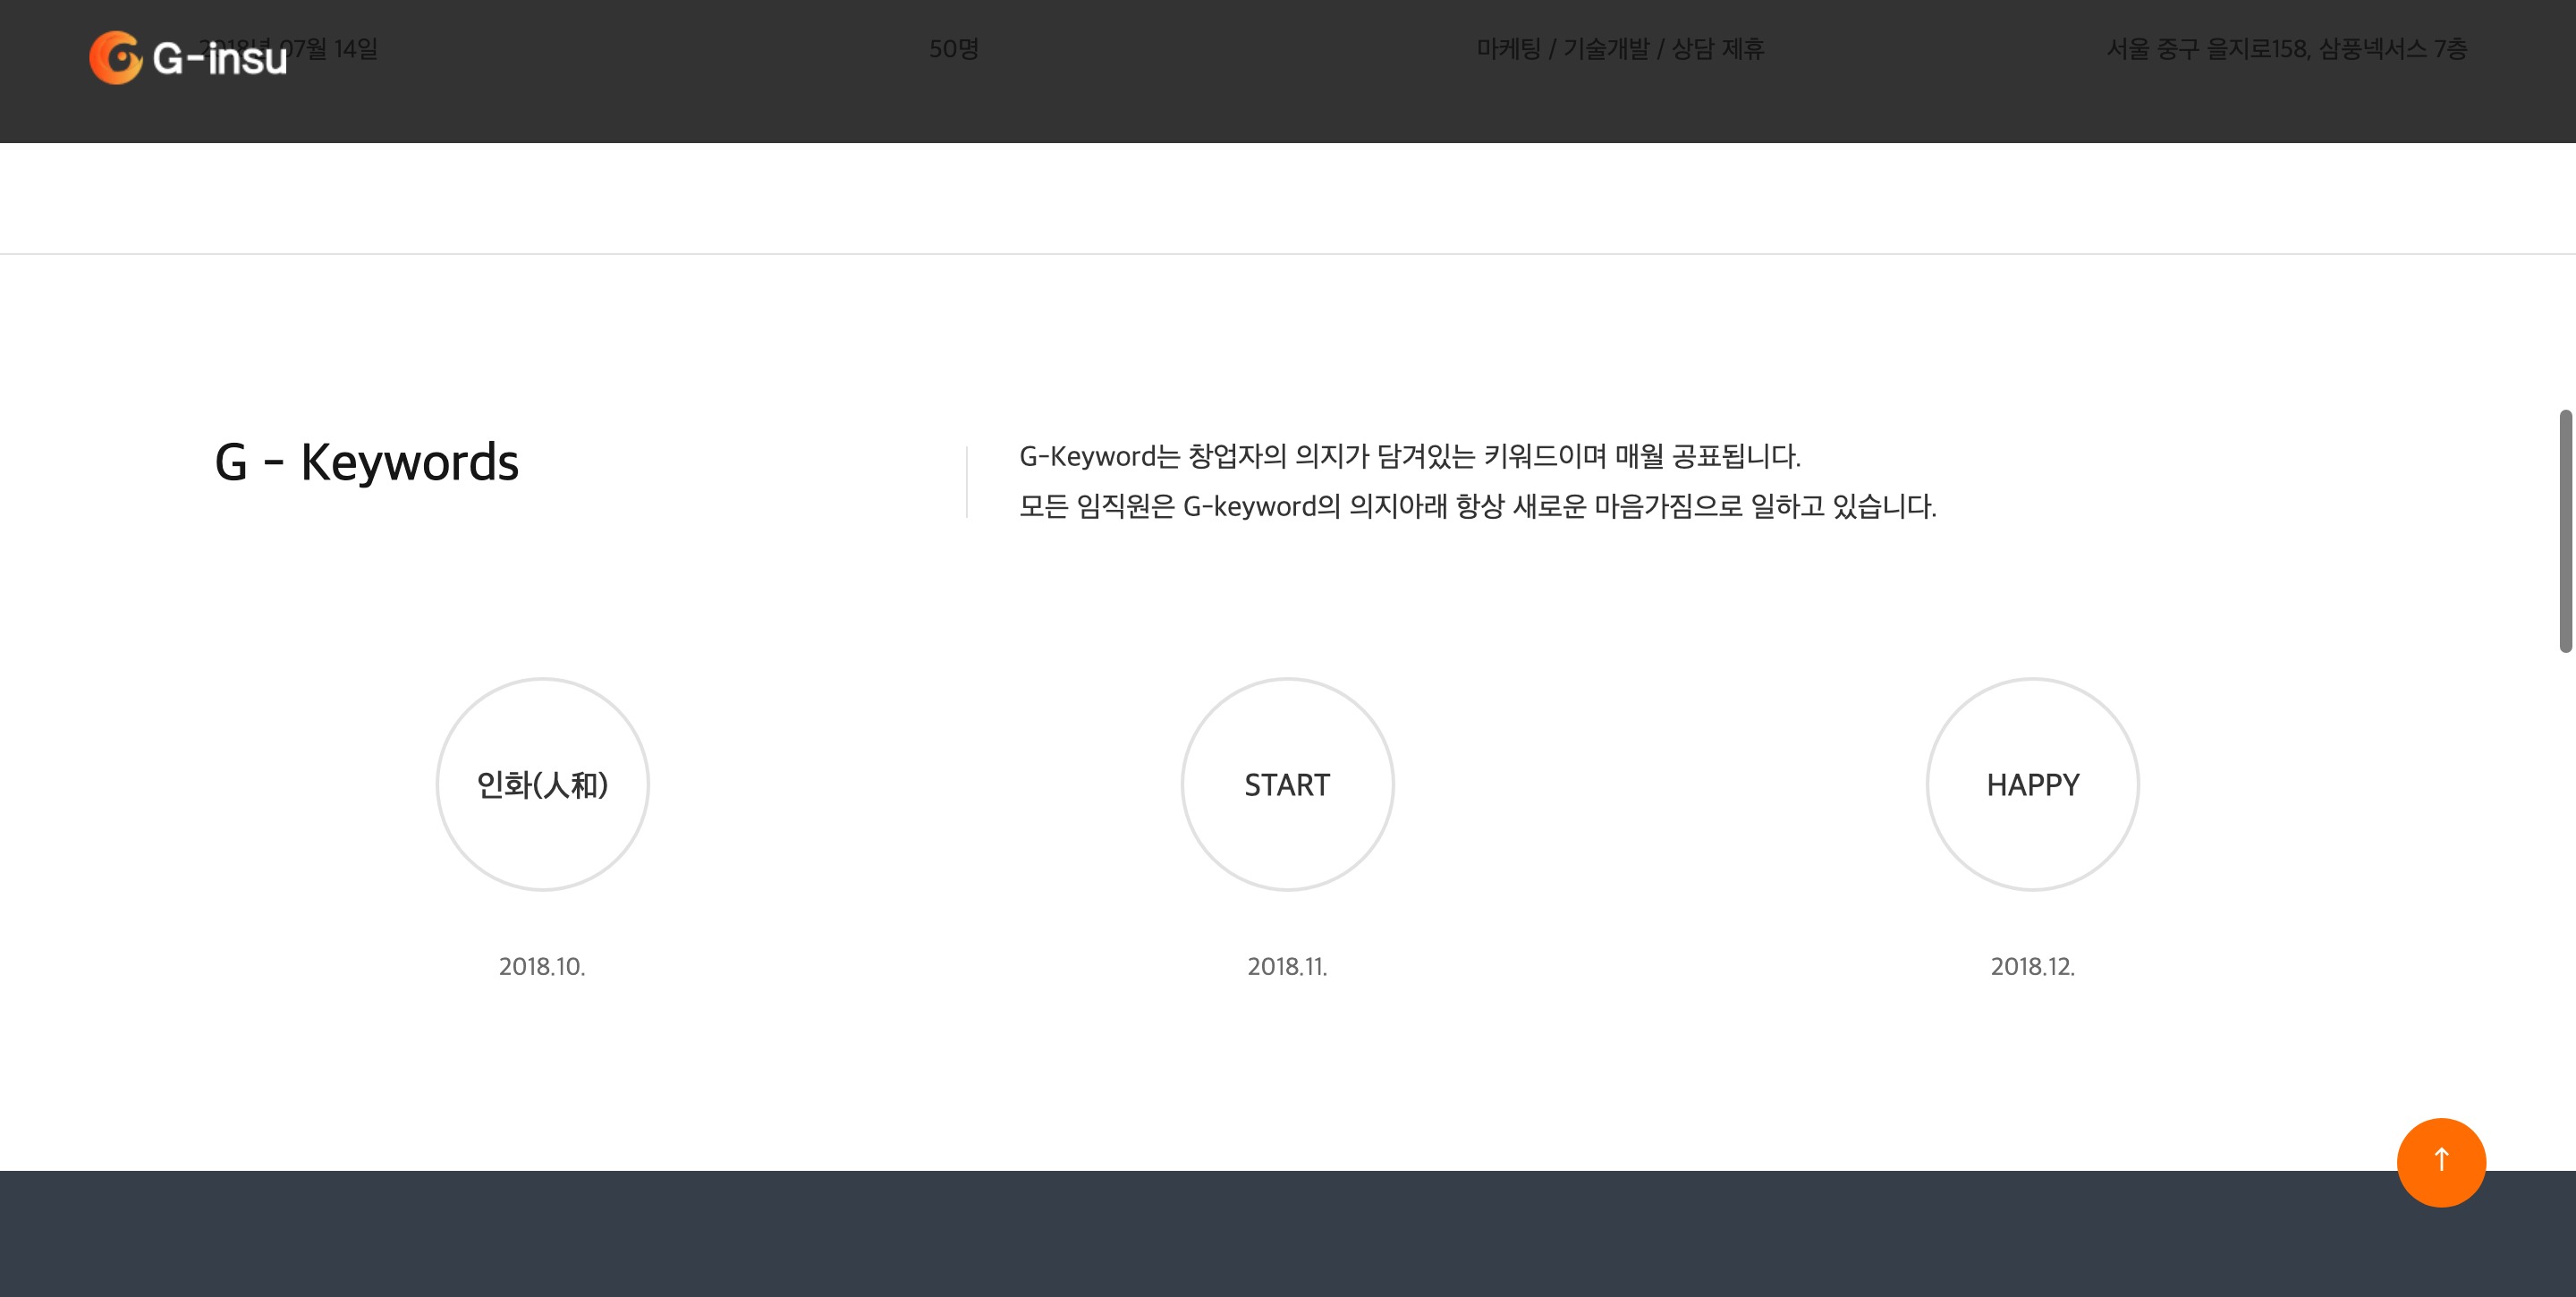 G-insu
2018년 07월 14일
50명
마케팅 / 기술개발 / 상담 제휴
서울 중구 을지로158, 삼풍넥서스 7층
G - Keywords
G-Keyword는 창업자의 의지가 담겨있는 키워드이며 매월 공표됩니다.
모든 임직원은 G-keyword의 의지아래 항상 새로운 마음가짐으로 일하고 있습니다.
인화(人和)
START
HAPPY
2018.10.
2018.11.
2018.12.
↑